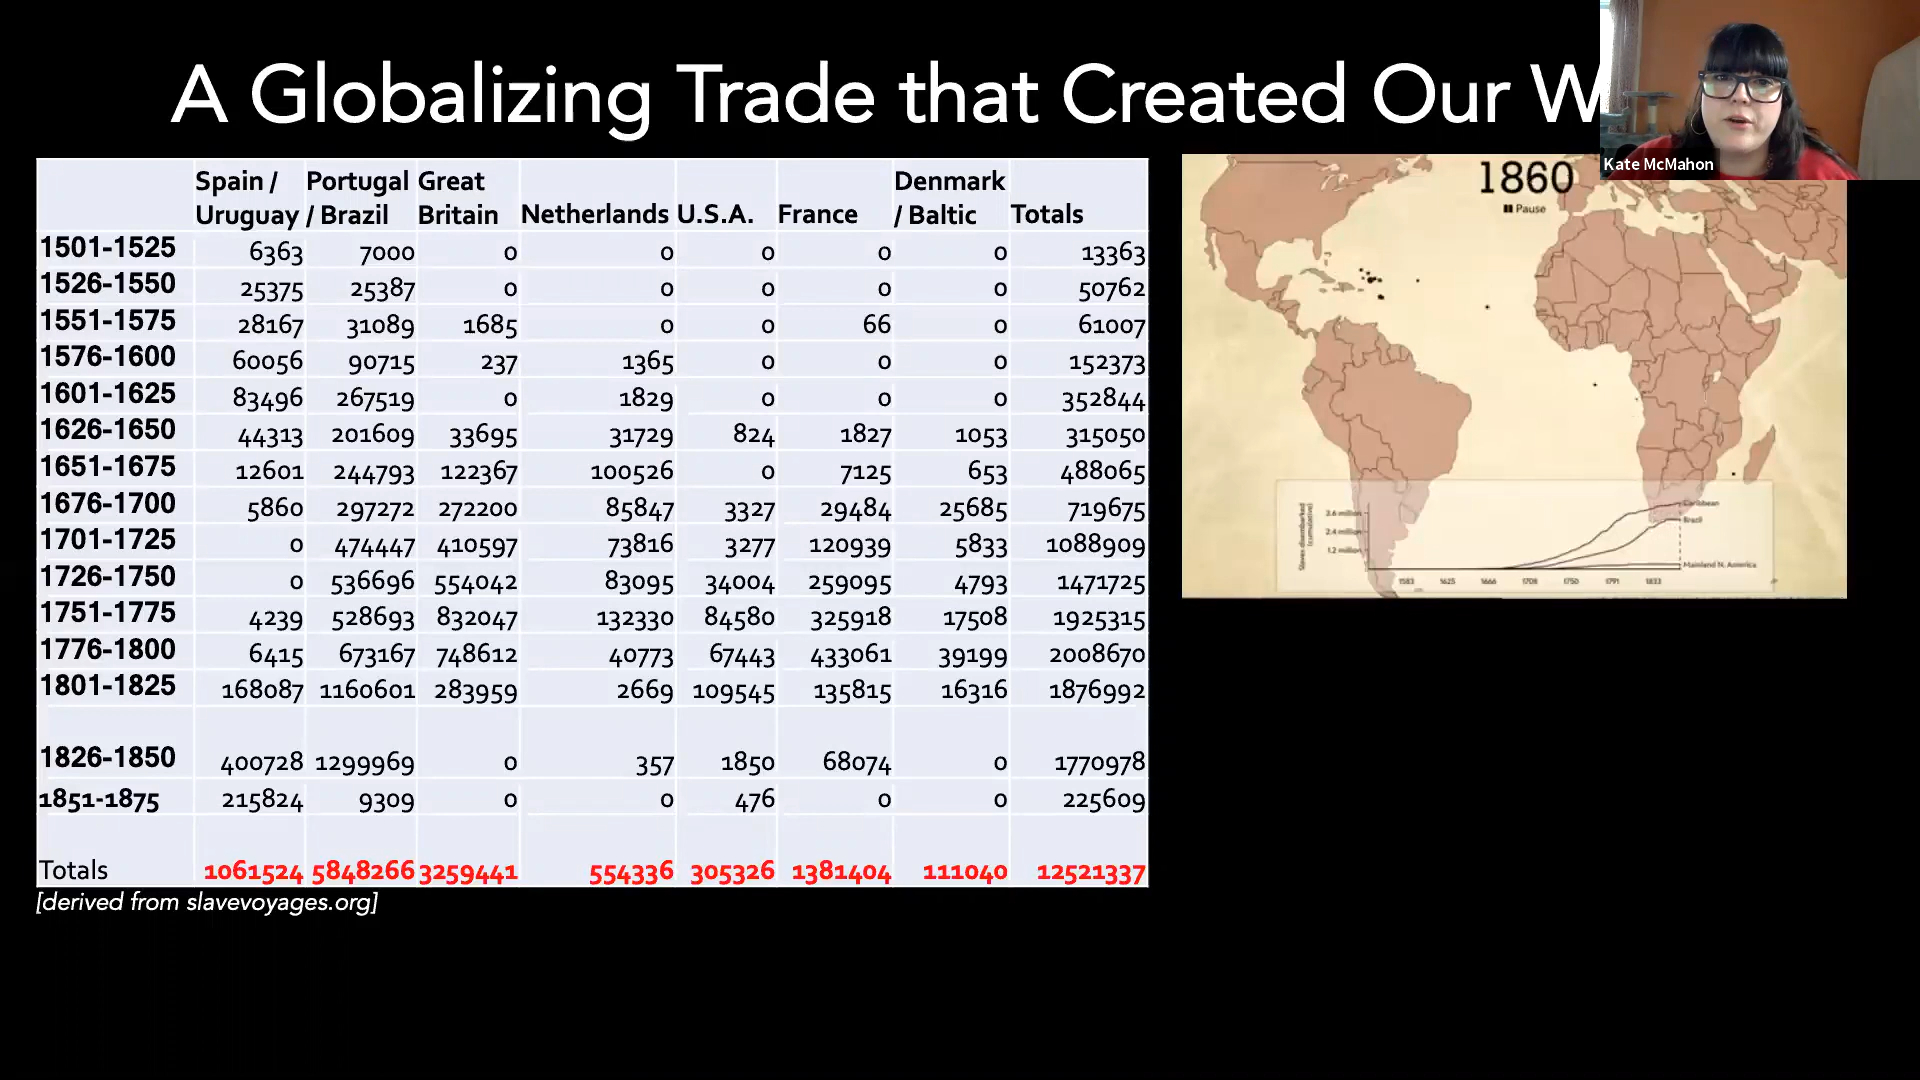 A Globalizing Trade that Created Our W
Kate McMahon
Spain / Portugal Great Denmark
Uruguay / Brazil Britain Netherlands U.S.A. France / Baltic Totals
1501-1525 6363 7000 0 0 0 0 0 13363
1526-1550 25375 25387 0 0 0 0 0 50762
1551-1575 28167 31089 1685 0 0 66 0 61007
1576-1600 60056 90715 237 1365 0 0 0 152373
1601-1625 83496 267519 0 1829 0 0 0 352844
1626-1650 44313 201609 33695 31729 824 1827 1053 315050
1651-1675 12601 244793 122367 100526 0 7125 653 488065
1676-1700 5860 297272 272200 85847 3327 29484 25685 719675
1701-1725 0 474447 410597 73816 3277 120939 5833 1088909
1726-1750 0 536696 554042 83095 34004 259095 4793 1471725
1751-1775 4239 528693 832047 132330 84580 325918 17508 1925315
1776-1800 6415 673167 748612 40773 67443 433061 39199 2008670
1801-1825 168087 1160601 283959 2669 109545 135815 16316 1876992
1826-1850 400728 1299969 0 357 1850 68074 0 1770978
1851-1875 215824 9309 0 0 476 0 0 225609
Totals 1061524 5848266 3259441 554336 305326 1381404 111040 12521337
[derived from slavevoyages.org]
1860
Pause
Slaves disembarked
(cumulative)
3.6 million
2.4 million
1.2 million
Caribbean
Brazil
Mainland N. America
1583 1625 1666 1708 1750 1791 1833